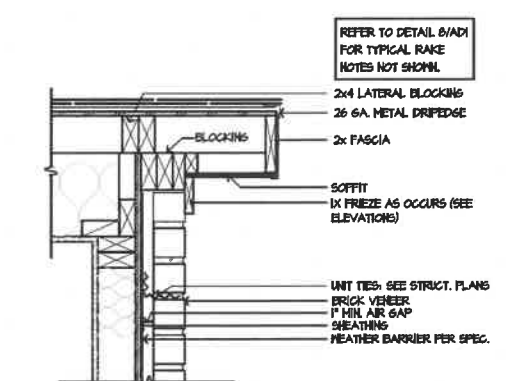 REFER TO DETAIL 8/AD1
FOR TYPICAL RAKE
NOTES NOT SHOWN.
2x4 LATERAL BLOCKING
26 GA. METAL DRIPEDGE
BLOCKING
2x FASCIA
SOFFIT
1X FRIEZE AS OCCURS (SEE
ELEVATIONS)
UNIT TIES: SEE STRUCT. PLANS
BRICK VENEER
1" MIN. AIR GAP
SHEATHING
WEATHER BARRIER PER SPEC.